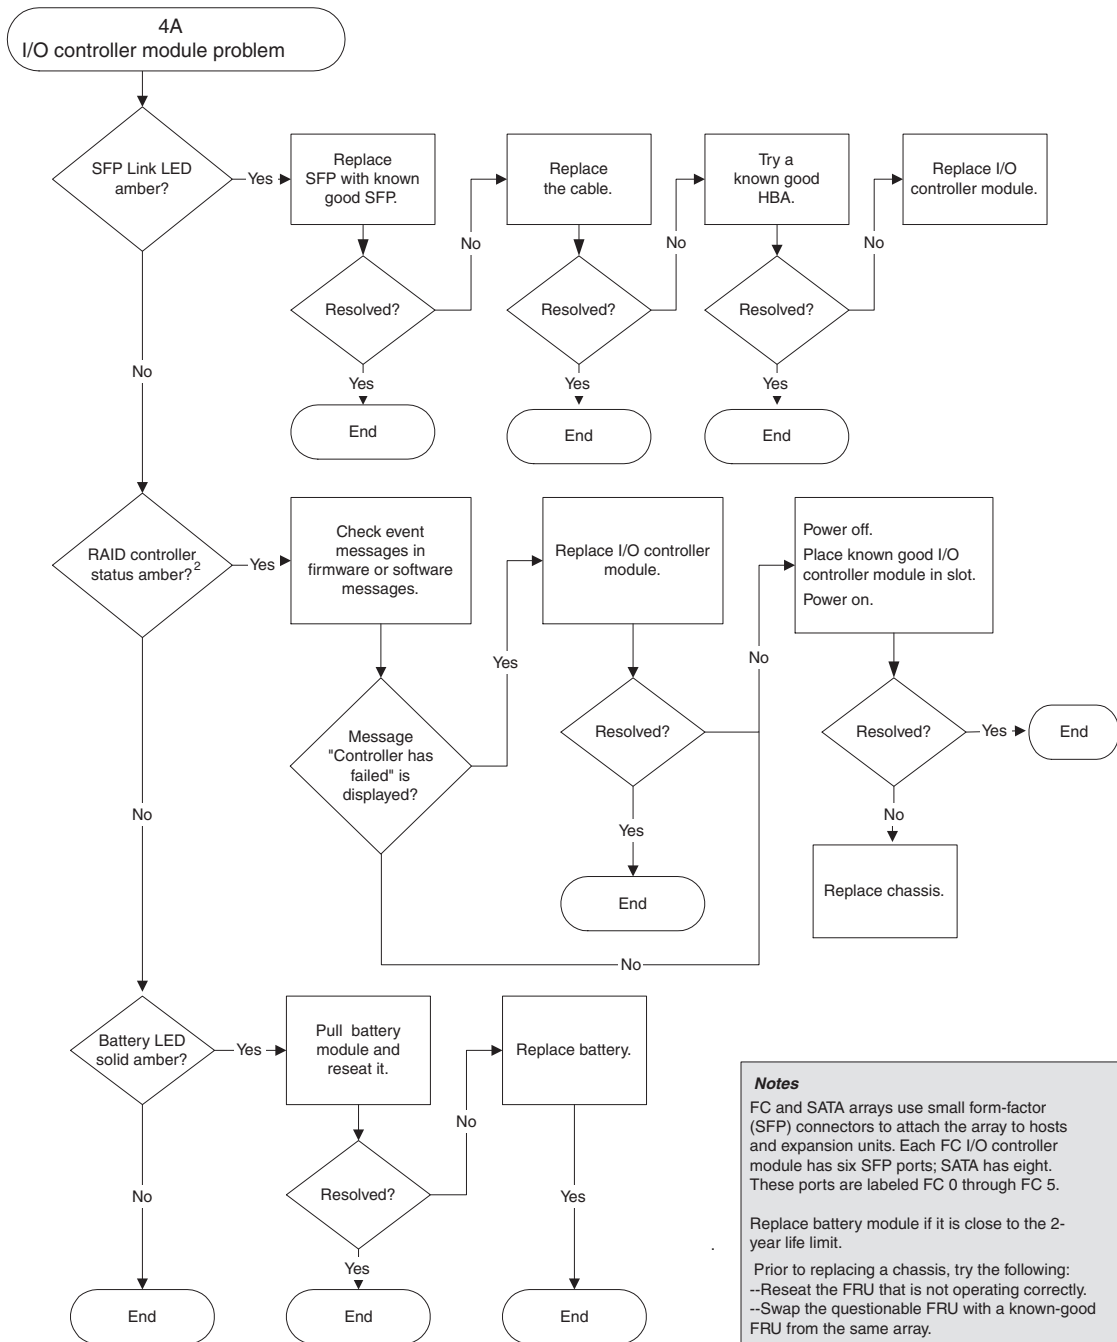 4A
I/O controller module problem
SFP Link LED
amber?
Yes
Replace
SFP with known
good SFP.
No
Replace
the cable.
No
Try a
known good
HBA.
No
Replace I/O
controller module.
Resolved?
Resolved?
Resolved?
Yes
Yes
Yes
End
End
End
No
RAID controller
status amber?2
Yes
Check event
messages in
firmware or software
messages.
Yes
Replace I/O controller
module.
No
Power off.
Place known good I/O
controller module in slot.
Power on.
Message
"Controller has
failed" is
displayed?
Resolved?
Resolved?
Yes
End
Yes
End
No
Replace chassis.
No
No
Battery LED
solid amber?
Yes
Pull battery
module and
reseat it.
No
Replace battery.
Resolved?
No
Yes
Yes
End
End
End
Notes
FC and SATA arrays use small form-factor
(SFP) connectors to attach the array to hosts
and expansion units. Each FC I/O controller
module has six SFP ports; SATA has eight.
These ports are labeled FC 0 through FC 5.
Replace battery module if it is close to the 2-
year life limit.
Prior to replacing a chassis, try the following:
--Reseat the FRU that is not operating correctly.
--Swap the questionable FRU with a known-good
FRU from the same array.